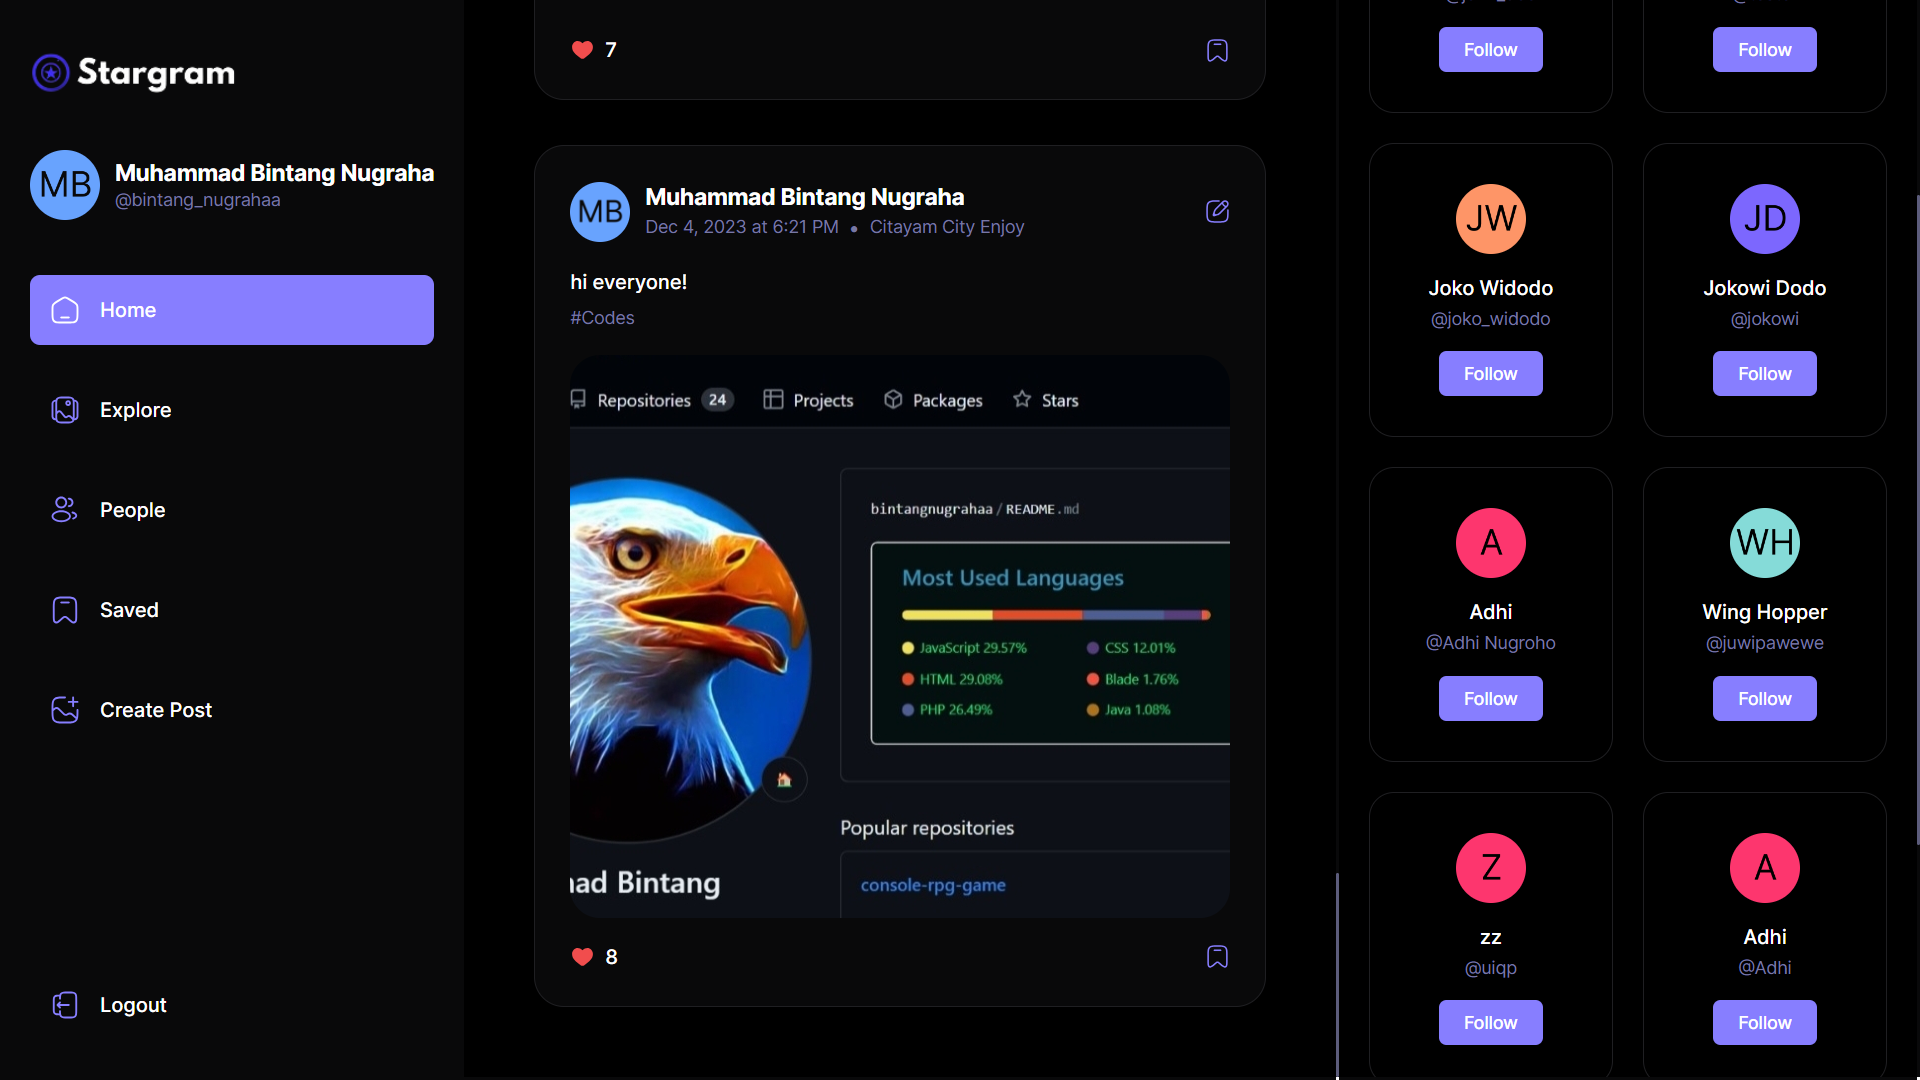 Stargram
MB
Muhammad Bintang Nugraha
@bintang_nugrahaa
Home
Explore
People
Saved
Create Post
Logout
7
MB
Muhammad Bintang Nugraha
Dec 4, 2023 at 6:21 PM • Citayam City Enjoy
hi everyone!
#Codes
Repositories 24 Projects Packages Stars
bintangnugrahaa/README.md
Most Used Languages
JavaScript 29.57% CSS 12.01%
HTML 29.08% Blade 1.76%
PHP 26.49% Java 1.08%
Popular repositories
console-rpg-game
ad Bintang
8
Follow Follow
JW JD
Joko Widodo Jokowi Dodo
@joko_widodo @jokowi
Follow Follow
A WH
Adhi Wing Hopper
@Adhi Nugroho @juwipawewe
Follow Follow
Z A
zz Adhi
@uiqp @Adhi
Follow Follow